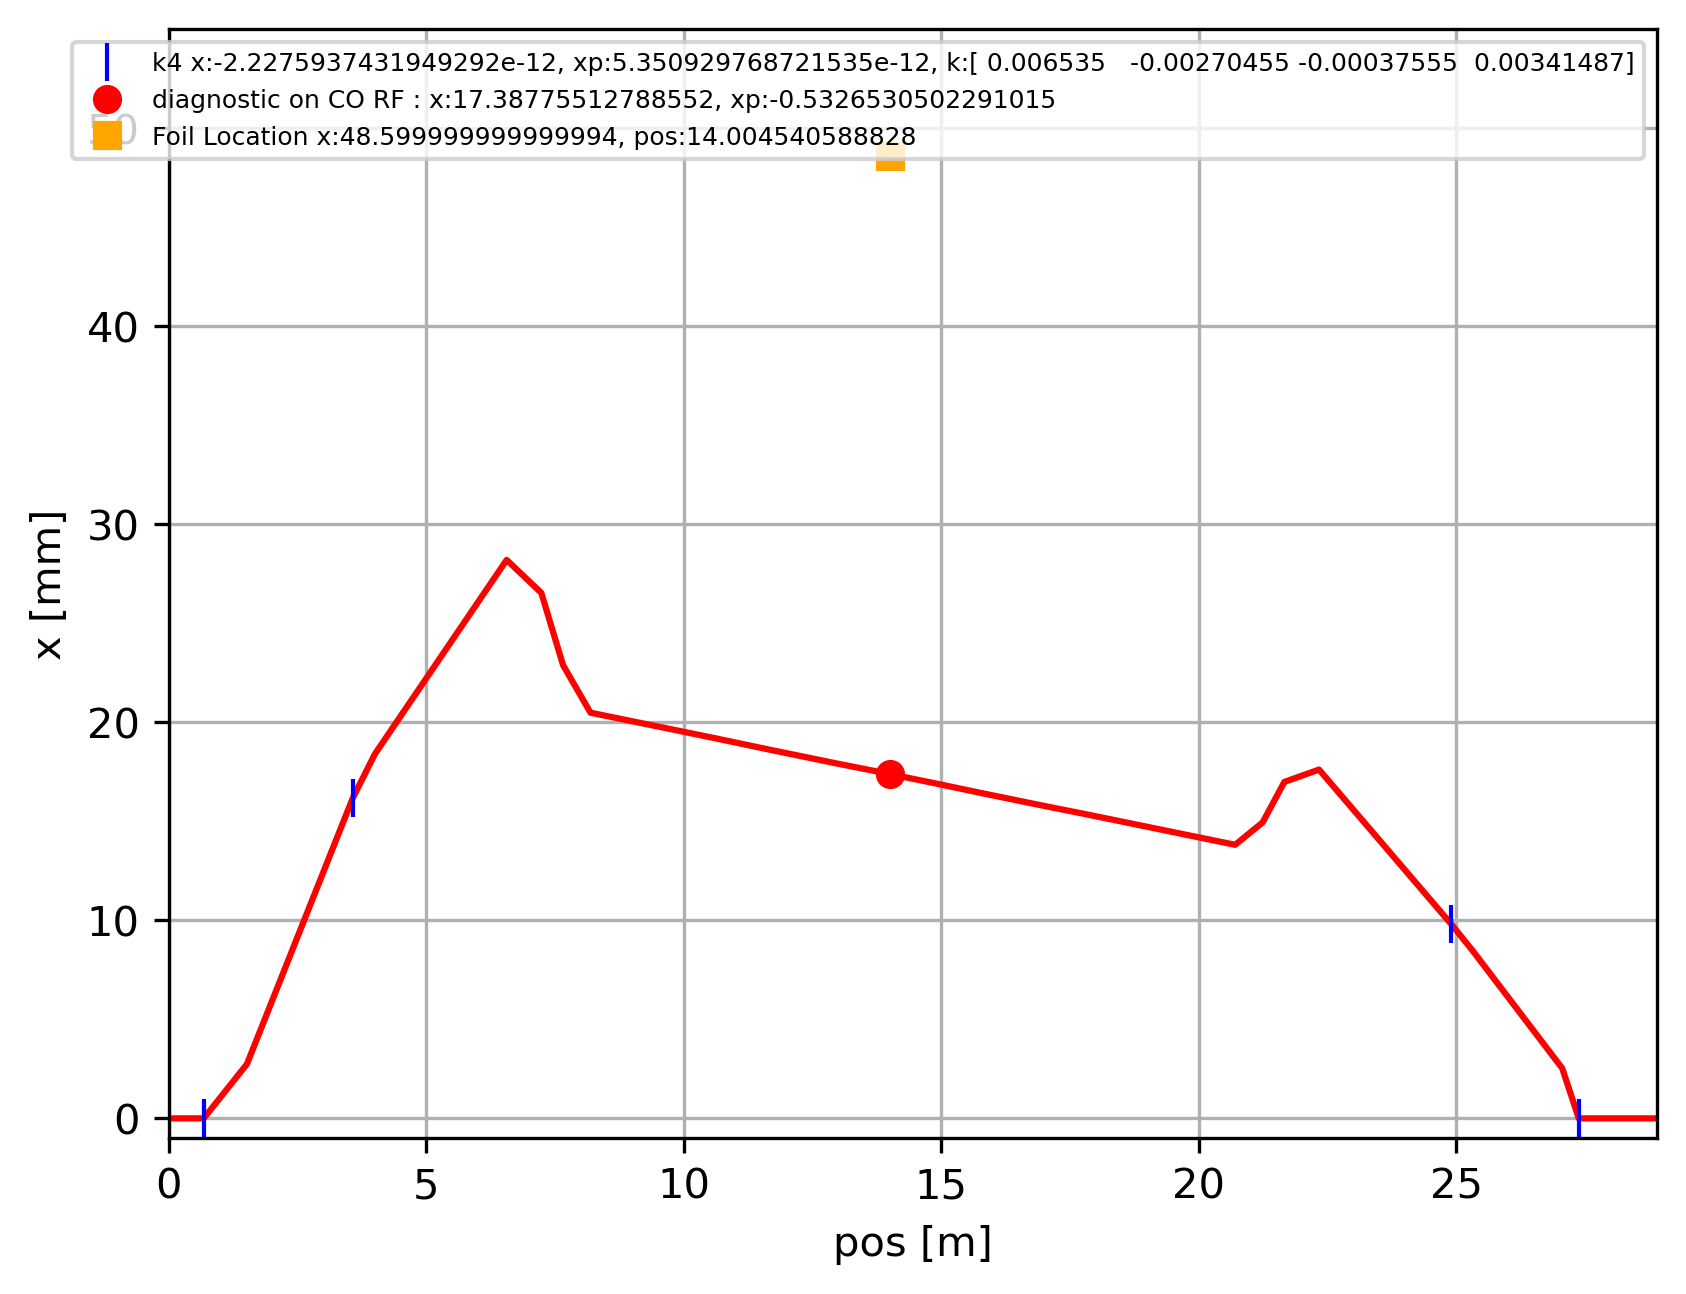 k4 x:-2.2275937431949292e-12, xp:5.350929768721535e-12, k:[ 0.006535 -0.00270455 -0.00037555 0.00341487]
diagnostic on CO RF : x:17.38775512788552, xp:-0.5326530502291015
Foil Location x:48.599999999999994, pos:14.004540588828
50
40
30
20
10
0
x [mm]
0 5 10 15 20 25
pos [m]